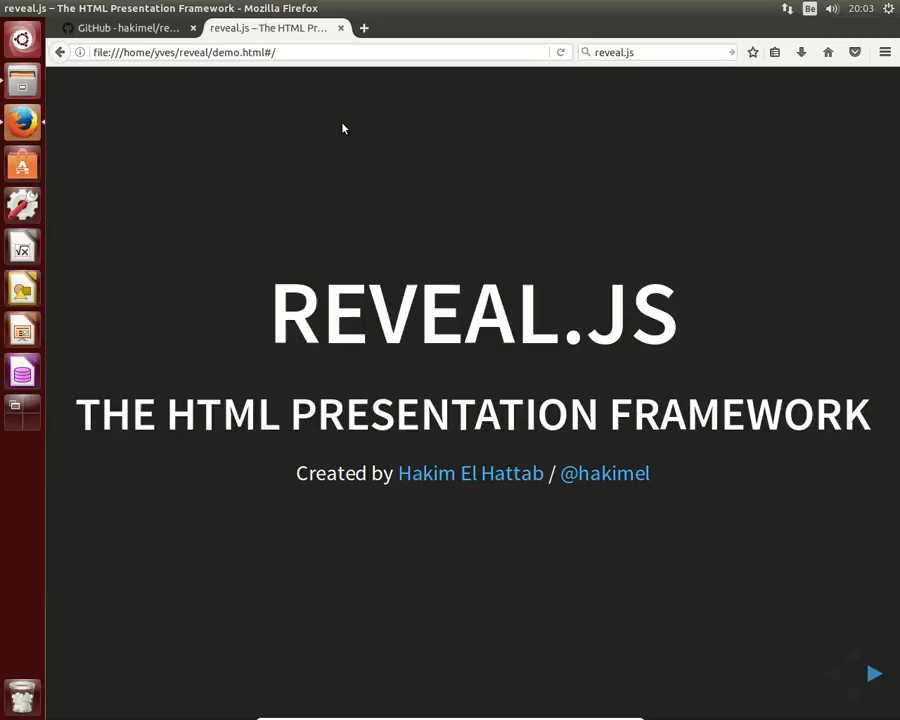 reveal.js – The HTML Presentation Framework - Mozilla Firefox
Be
20:03
GitHub - hakimel/re...
reveal.js – The HTML Pr...
file:///home/yves/reveal/demo.html#/
reveal.js
REVEAL.JS
THE HTML PRESENTATION FRAMEWORK
Created by Hakim El Hattab / @hakimel